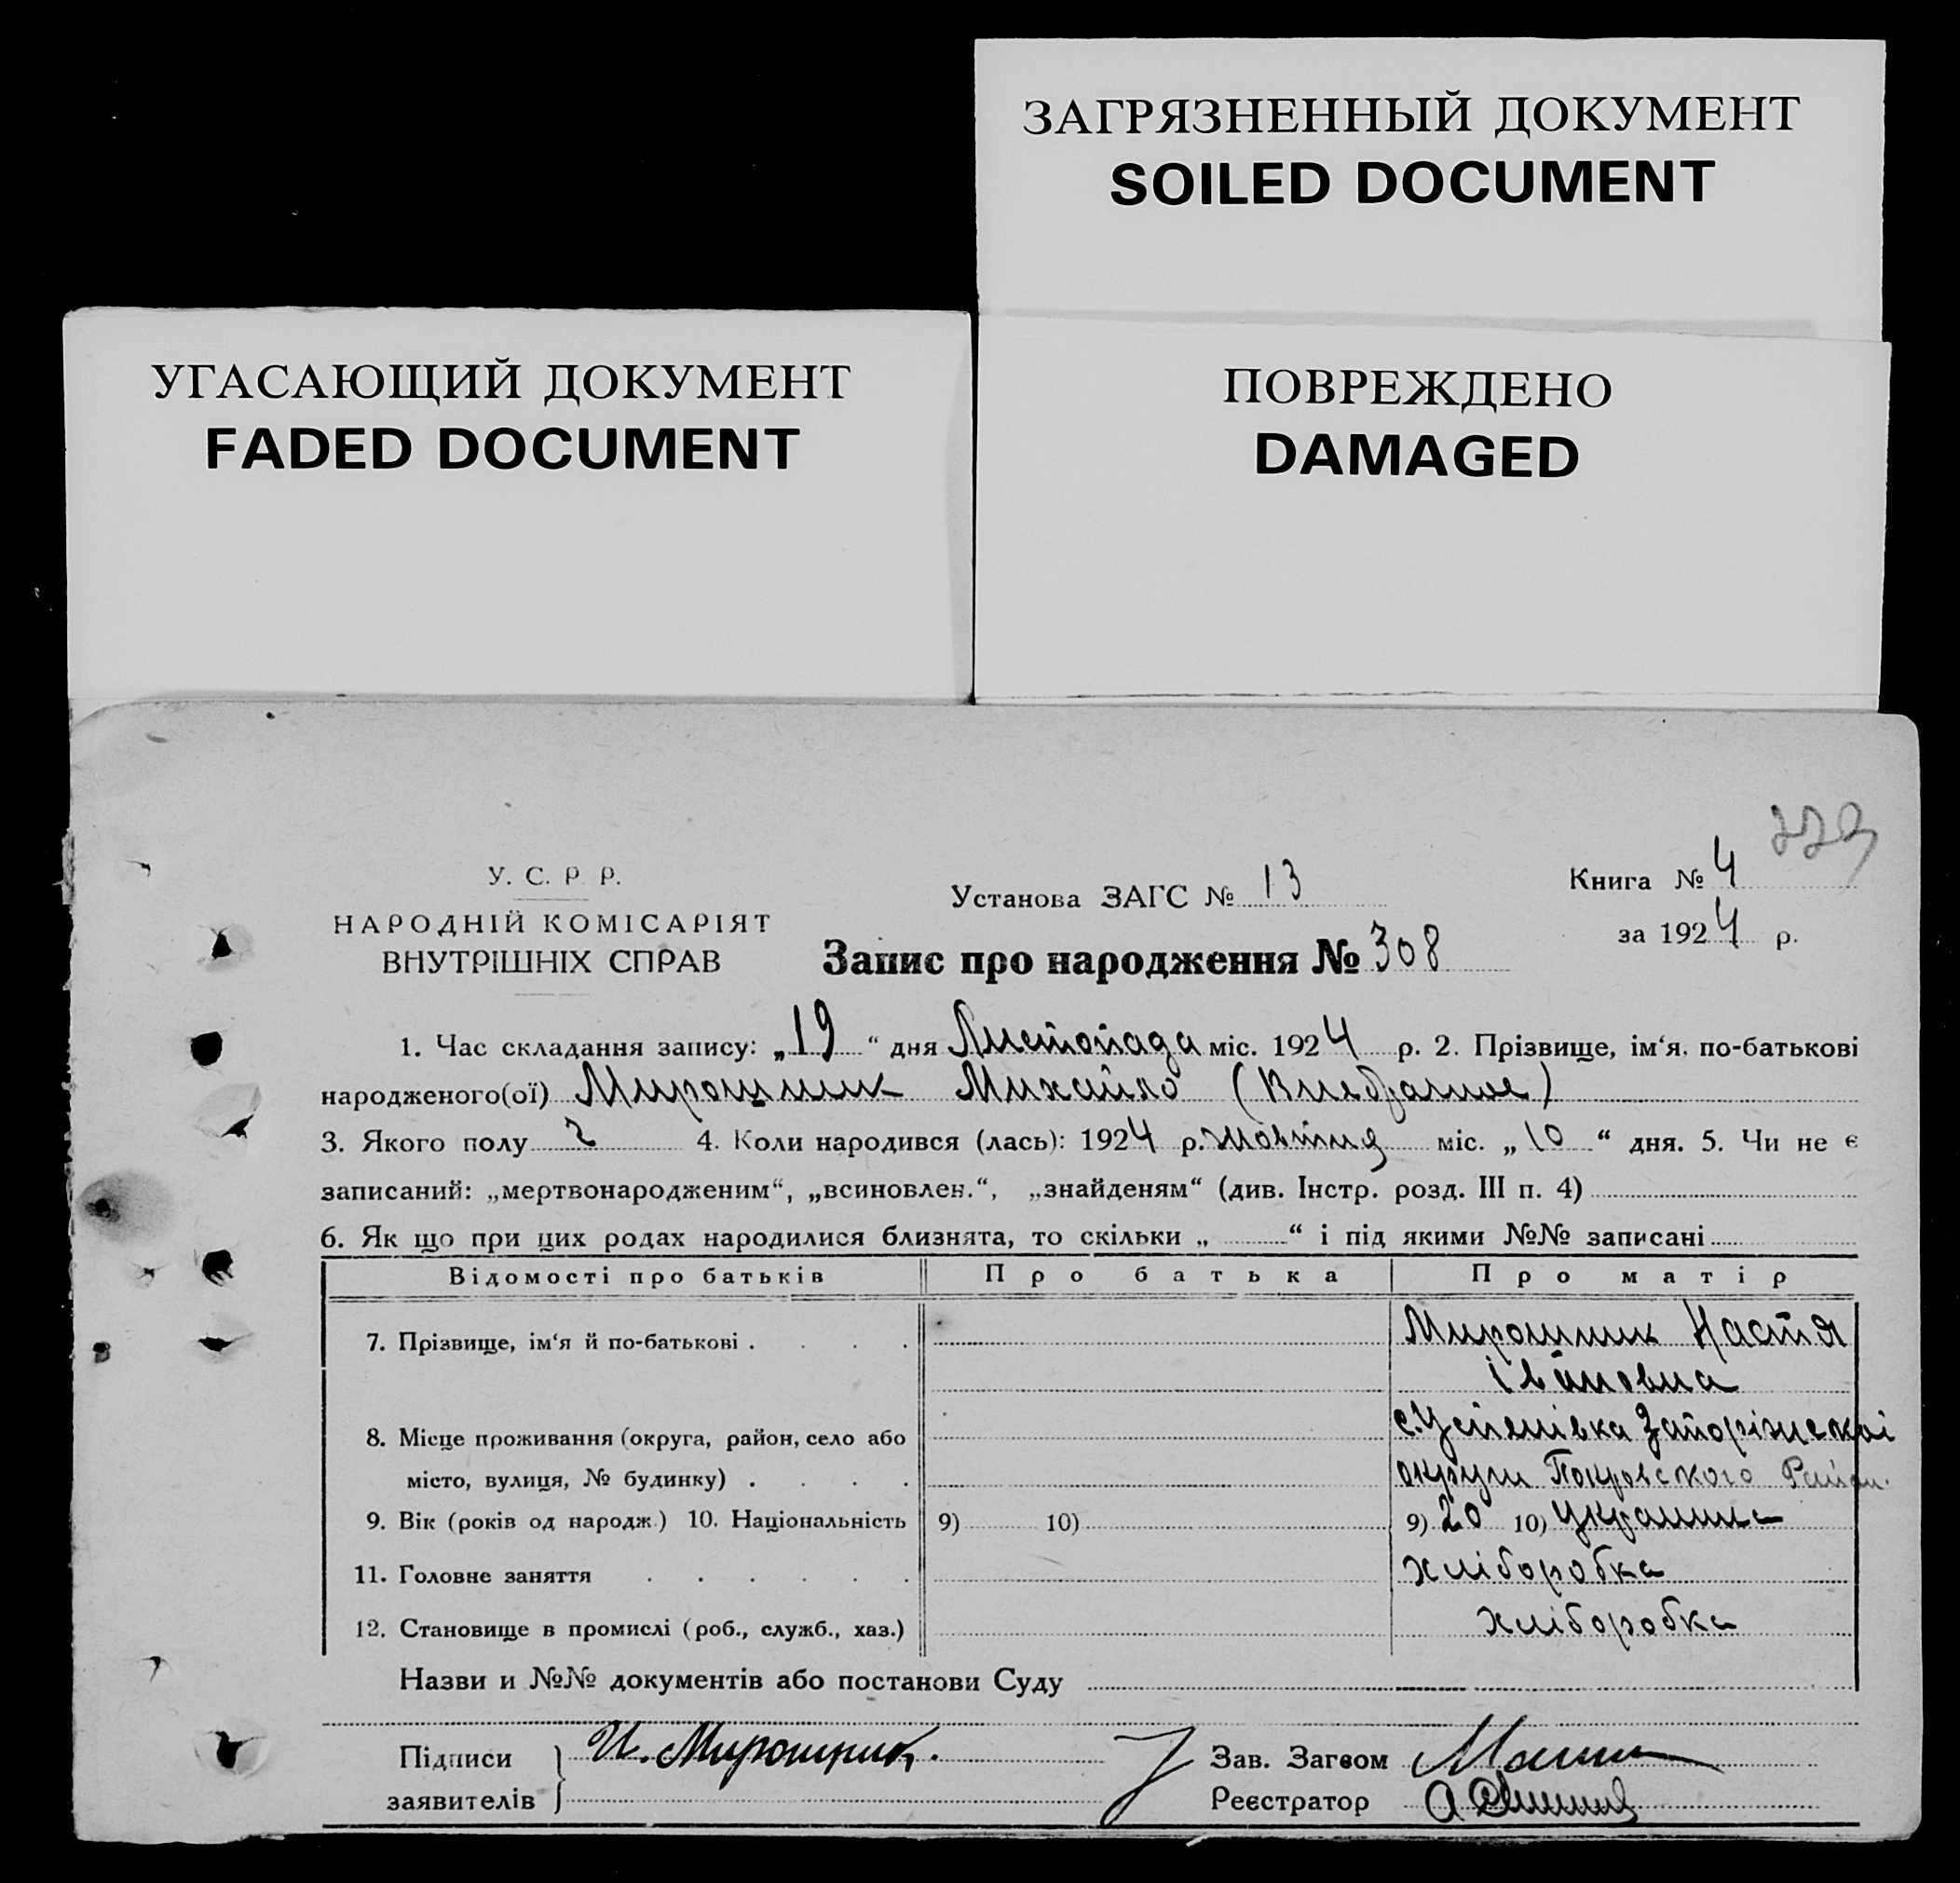 ЗАГРЯЗНЕННЫЙ ДОКУМЕНТ
SOILED DOCUMENT
УГАСАЮЩИЙ ДОКУМЕНТ
FADED DOCUMENT
ПОВРЕЖДЕНО
DAMAGED
У. С. Р Р.
НАРОДНІЙ КОМІСАРІЯТ
ВНУТРІШНІХ СПРАВ
Установа ЗАГС № 13
Запис про народження № 308
Книга № 4
за 1924 р.
1. Час складання запису: „19“ дня Листопада міс. 1924 р. 2. Прізвище, ім‘я, по-батькові
народженого(ої) Мирошник Михайло (Внебрачное)
3. Якого полу ч 4. Коли народився (лась): 1924 р. Жовтня міс. „10“ дня. 5. Чи не є
записаний: „мертвонародженим“, „всиновлен.“, „знайденям“ (див. Інстр. розд. III п. 4)
6. Як що при цих родах народилися близнята, то скільки „ “ і під якими №№ записані
Відомості про батьків Про батька Про матір
7. Прізвище, ім‘я й по-батькові . Мирошник Настя
Івановна
8. Місце проживання (округа, район, село або с. Успенівка Запорізської
місто, вулиця, № будинку) . округи Покровского Район.
9. Вік (років од народж.) 10. Національність 9) 10) 9) 20 10) Украинка
11. Головне заняття хліборобка
12. Становище в промислі (роб., служб., хаз.) хліборобка
Назви и №№ документів або постанови Суду
Підписи И. Мирошник. Зав. Загсом
заявителів Реєстратор